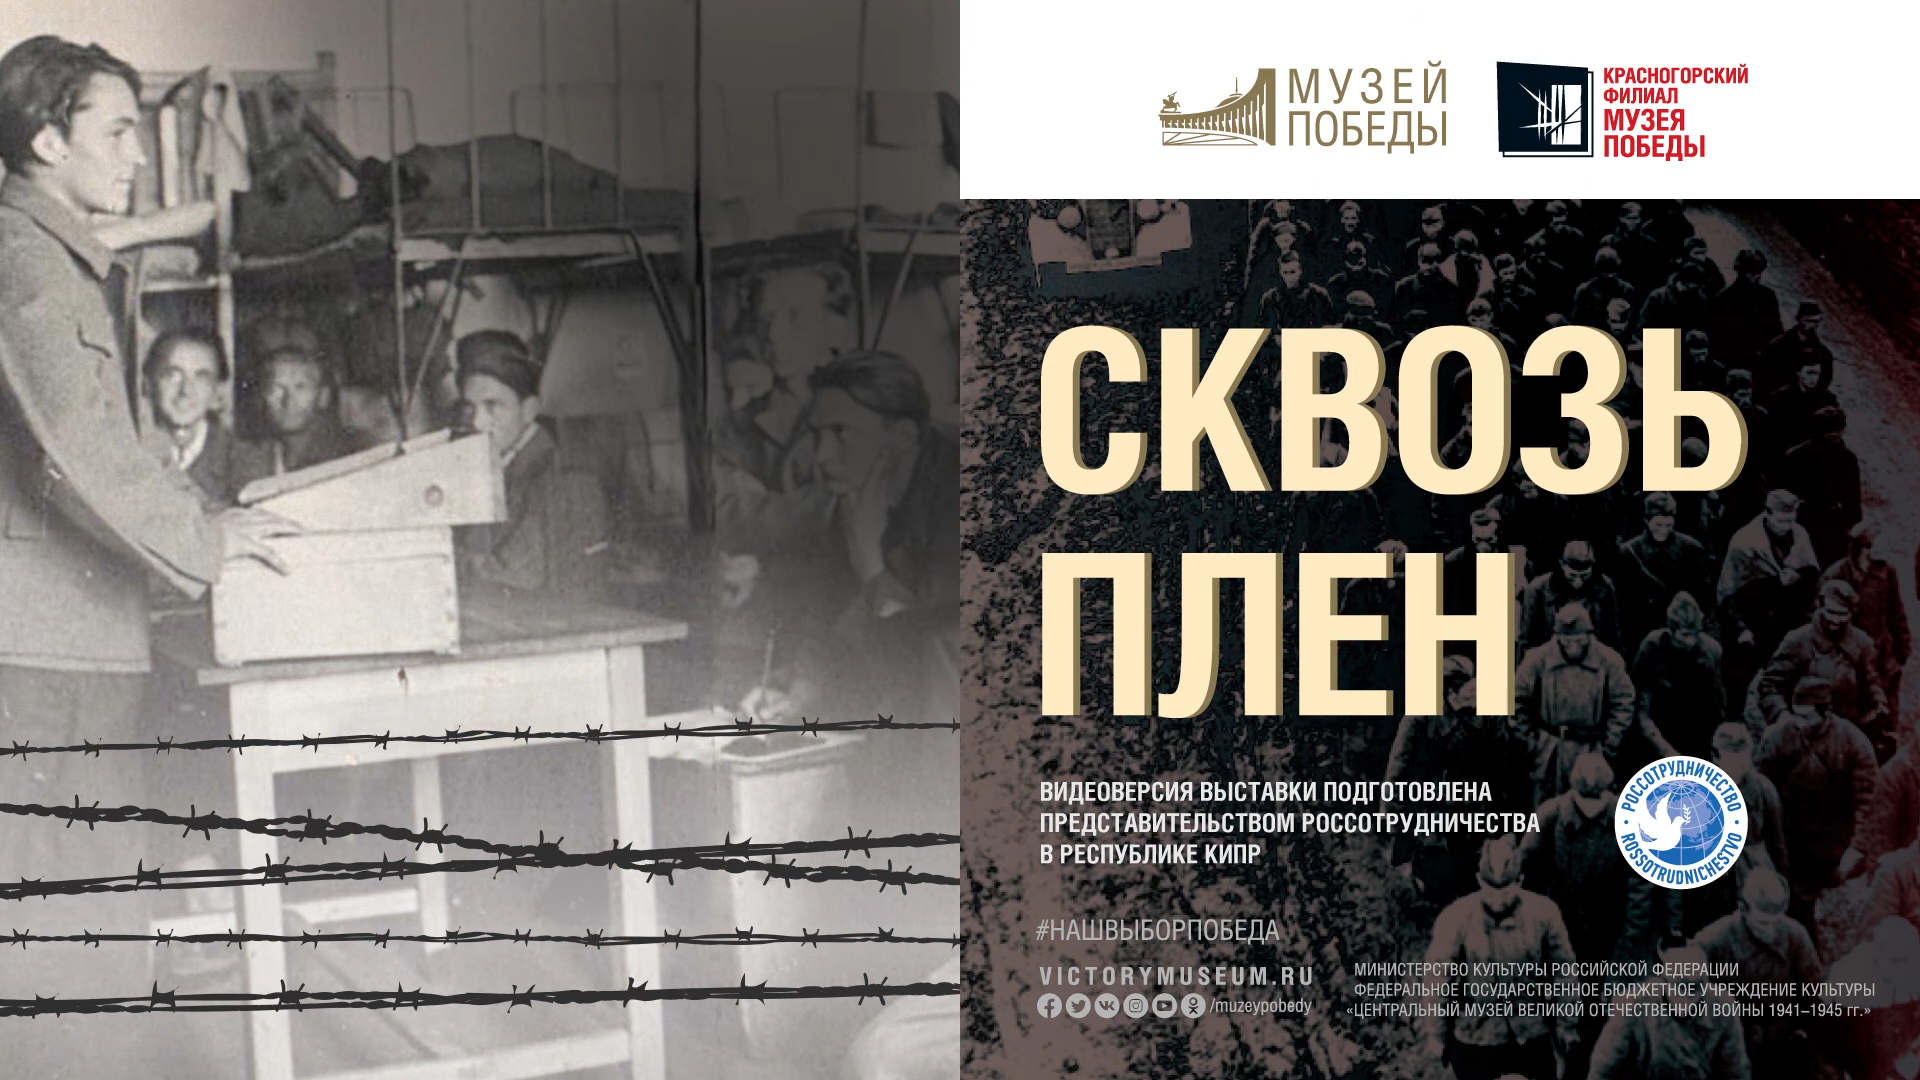 МУЗЕЙ
ПОБЕДЫ
КРАСНОГОРСКИЙ
ФИЛИАЛ
МУЗЕЯ
ПОБЕДЫ
СКВОЗЬ
ПЛЕН
ВИДЕОВЕРСИЯ ВЫСТАВКИ ПОДГОТОВЛЕНА
ПРЕДСТАВИТЕЛЬСТВОМ РОССОТРУДНИЧЕСТВА
В РЕСПУБЛИКЕ КИПР
РОССОТРУДНИЧЕСТВО
ROSSOTRUDNICHESTVO
#НАШВЫБОРПОБЕДА
VICTORYMUSEUM.RU
/muzeypobedy
МИНИСТЕРСТВО КУЛЬТУРЫ РОССИЙСКОЙ ФЕДЕРАЦИИ
ФЕДЕРАЛЬНОЕ ГОСУДАРСТВЕННОЕ БЮДЖЕТНОЕ УЧРЕЖДЕНИЕ КУЛЬТУРЫ
«ЦЕНТРАЛЬНЫЙ МУЗЕЙ ВЕЛИКОЙ ОТЕЧЕСТВЕННОЙ ВОЙНЫ 1941–1945 гг.»